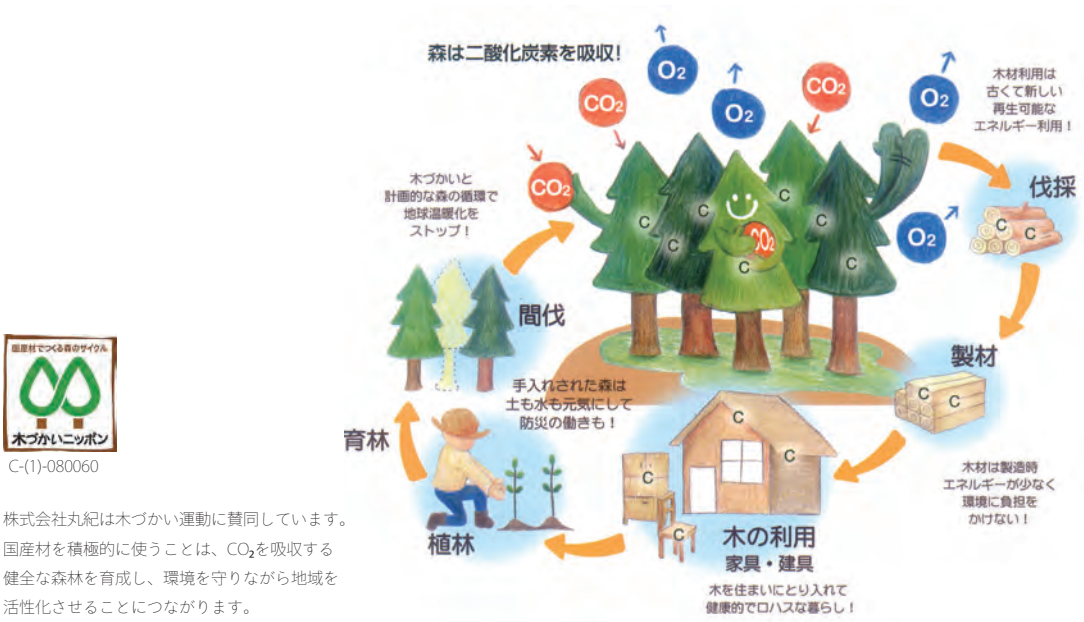 森は二酸化炭素を吸収!
CO2
O2
O2
CO2
O2
木材利用は
古くて新しい
再生可能な
エネルギー利用!
伐採
C
C
O2
CO2
C
C
C
C
C
C
C
CO2
木づかいと
計画的な森の循環で
地球温暖化を
ストップ!
間伐
製材
C
C
C
木材は製造時
エネルギーが少なく
環境に負担を
かけない!
手入れされた森は
土も水も元気にして
防災の働きも!
育林
植林
C
C
C
C
木の利用
家具・建具
木を住まいにとり入れて
健康的でロハスな暮らし!
国産材でつくる森のサイクル
木づかいニッポン
C-(1)-080060
株式会社丸紀は木づかい運動に賛同しています。
国産材を積極的に使うことは、CO2を吸収する
健全な森林を育成し、環境を守りながら地域を
活性化させることにつながります。